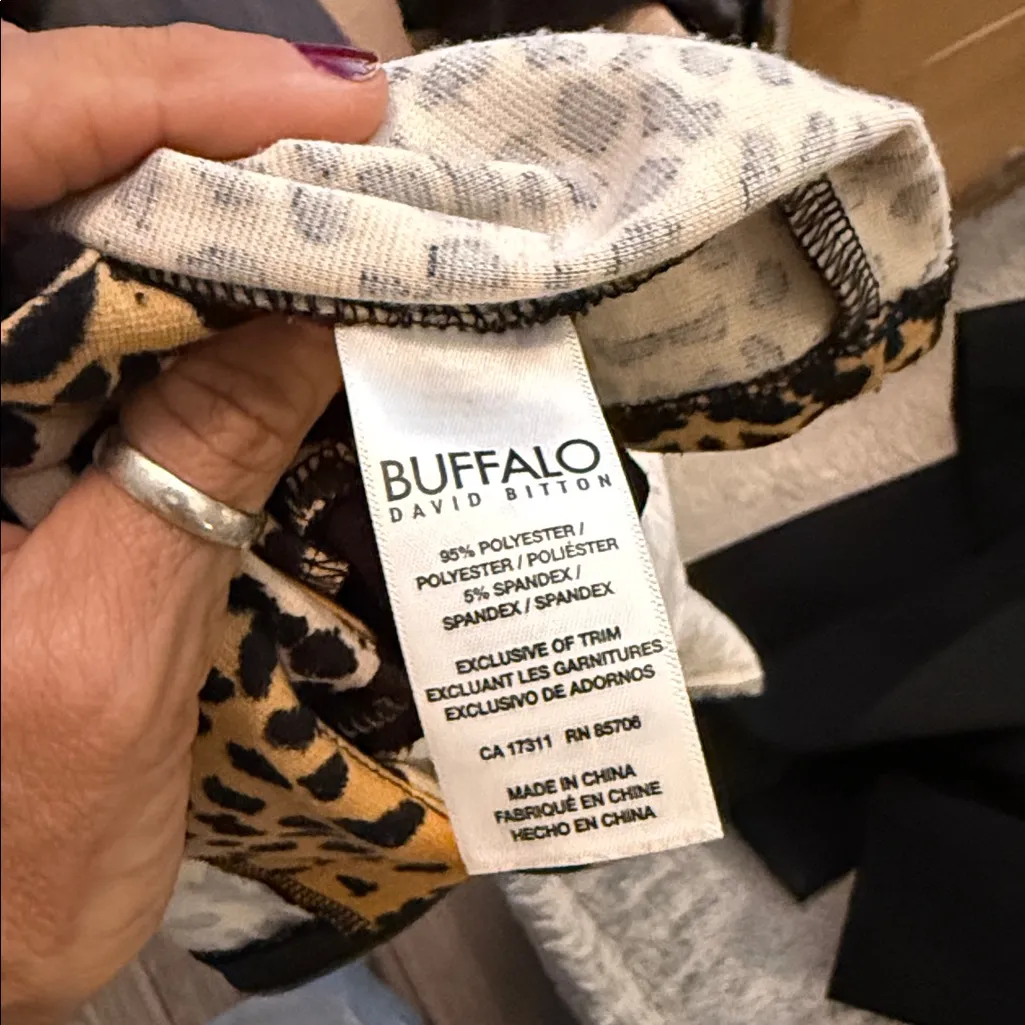 BUFFALO
DAVID BITTON
95% POLYESTER /
POLYESTER / POLIÉSTER
5% SPANDEX /
SPANDEX / SPANDEX
EXCLUSIVE OF TRIM
EXCLUANT LES GARNITURES
EXCLUSIVO DE ADORNOS
CA 17311 RN 85706
MADE IN CHINA
FABRIQUÉ EN CHINE
HECHO EN CHINA